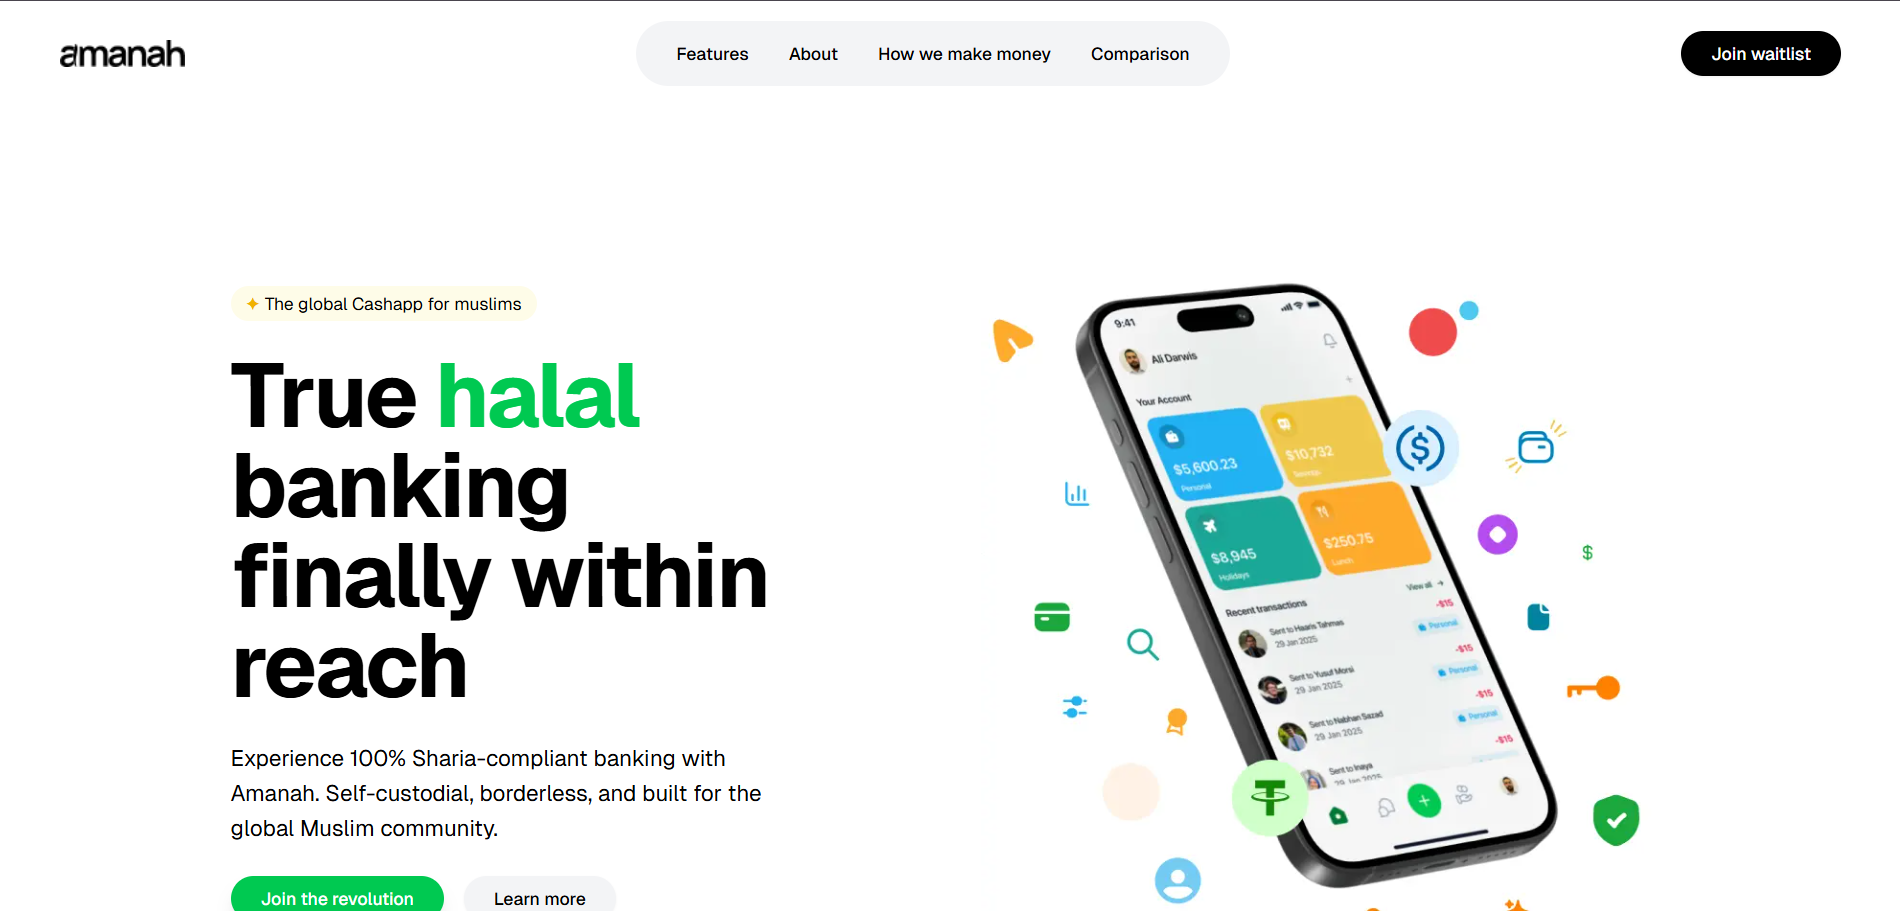 amanah
Features
About
How we make money
Comparison
Join waitlist
The global Cashapp for muslims
True halal
banking
finally within
reach
Experience 100% Sharia-compliant banking with
Amanah. Self-custodial, borderless, and built for the
global Muslim community.
Join the revolution
Learn more
9:41
Ali Darwis
Your Account
$5,600.23
Personal
$10,732
Savings
$8,945
Holidays
$250.75
Lunch
View all
Recent transactions
Sent to Haaris Tahmas
29 Jan 2025
-$15
Personal
Sent to Yusuf Morsi
29 Jan 2025
-$15
Personal
Sent to Nabhan Sazad
29 Jan 2025
-$15
Personal
Sent to Inaya
29 Jan 2025
-$15